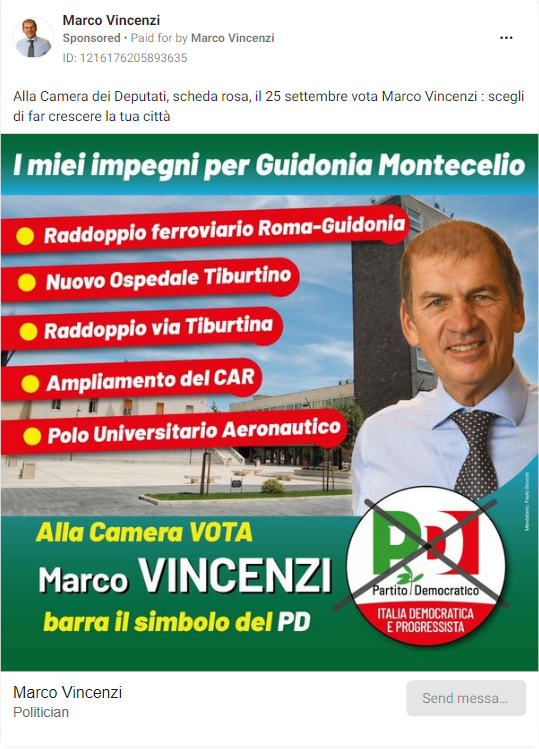 Marco Vincenzi
Sponsored • Paid for by Marco Vincenzi
ID: 1216176205893635
Alla Camera dei Deputati, scheda rosa, il 25 settembre vota Marco Vincenzi : scegli
di far crescere la tua città
I miei impegni per Guidonia Montecelio
Raddoppio ferroviario Roma-Guidonia
Nuovo Ospedale Tiburtino
Raddoppio via Tiburtina
Ampliamento del CAR
Polo Universitario Aeronautico
Alla Camera VOTA
Marco VINCENZI
barra il simbolo del PD
PD
Partito Democratico
ITALIA DEMOCRATICA
E PROGRESSISTA
Marco Vincenzi
Politician
Send messa...